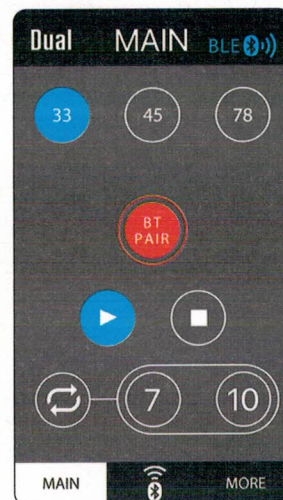 Dual MAIN BLE
33 45 78
BT
PAIR
7 10
MAIN MORE